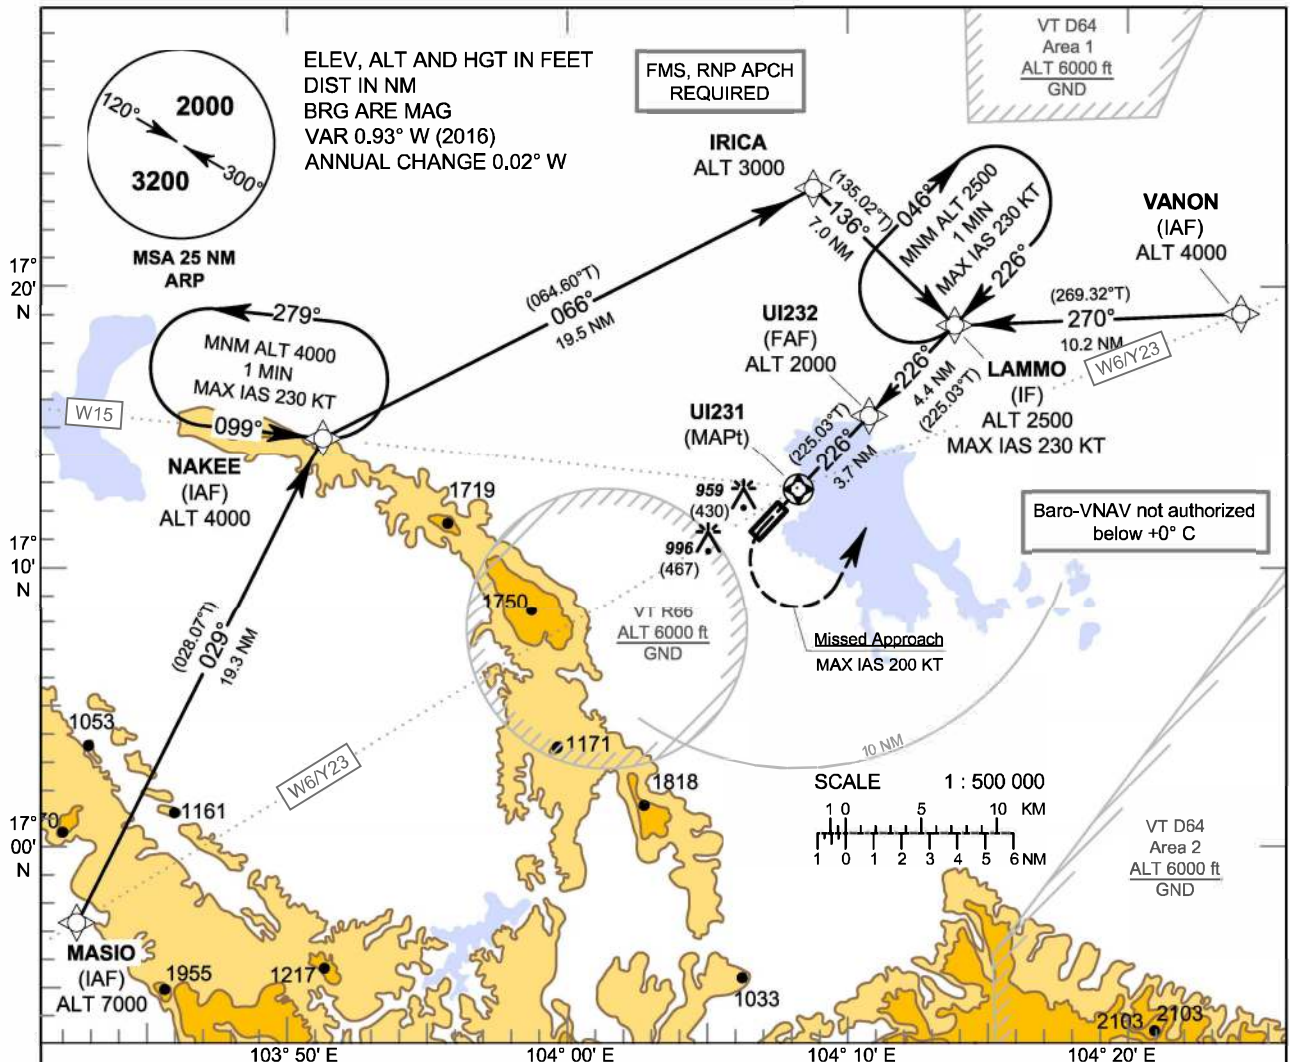 ELEV, ALT AND HGT IN FEET
DIST IN NM
BRG ARE MAG
VAR 0.93° W (2016)
ANNUAL CHANGE 0.02° W
120°
2000
3200
300°
MSA 25 NM
ARP
FMS, RNP APCH
REQUIRED
VT D64
Area 1
ALT 6000 ft
GND
IRICA
ALT 3000
(135.02°T)
136°
7.0 NM
046°
MNM ALT 2500
1 MIN
MAX IAS 230 KT
226°
VANON
(IAF)
ALT 4000
(269.32°T)
270°
10.2 NM
W6/Y23
17°
20'
N
(064.60°T)
066°
19.5 NM
279°
MNM ALT 4000
1 MIN
MAX IAS 230 KT
099°
W15
NAKEE
(IAF)
ALT 4000
UI232
(FAF)
ALT 2000
226°
4.4 NM
(225.03°T)
LAMMO
(IF)
ALT 2500
MAX IAS 230 KT
UI231
(MAPt)
(225.03°T)
226°
3.7 NM
1719
959
(430)
996
(467)
Baro-VNAV not authorized
below +0° C
17°
10'
N
1750
VT R66
ALT 6000 ft
GND
Missed Approach
MAX IAS 200 KT
(028.07°T)
029°
19.3 NM
1053
1161
W6/Y23
1171
1818
10 NM
SCALE 1 : 500 000
1 0 5 10 KM
1 0 1 2 3 4 5 6 NM
17°
00'
N
70
VT D64
Area 2
ALT 6000 ft
GND
MASIO
(IAF)
ALT 7000
1955
1217
1033
2103
2103
103° 50' E
104° 00' E
104° 10' E
104° 20' E